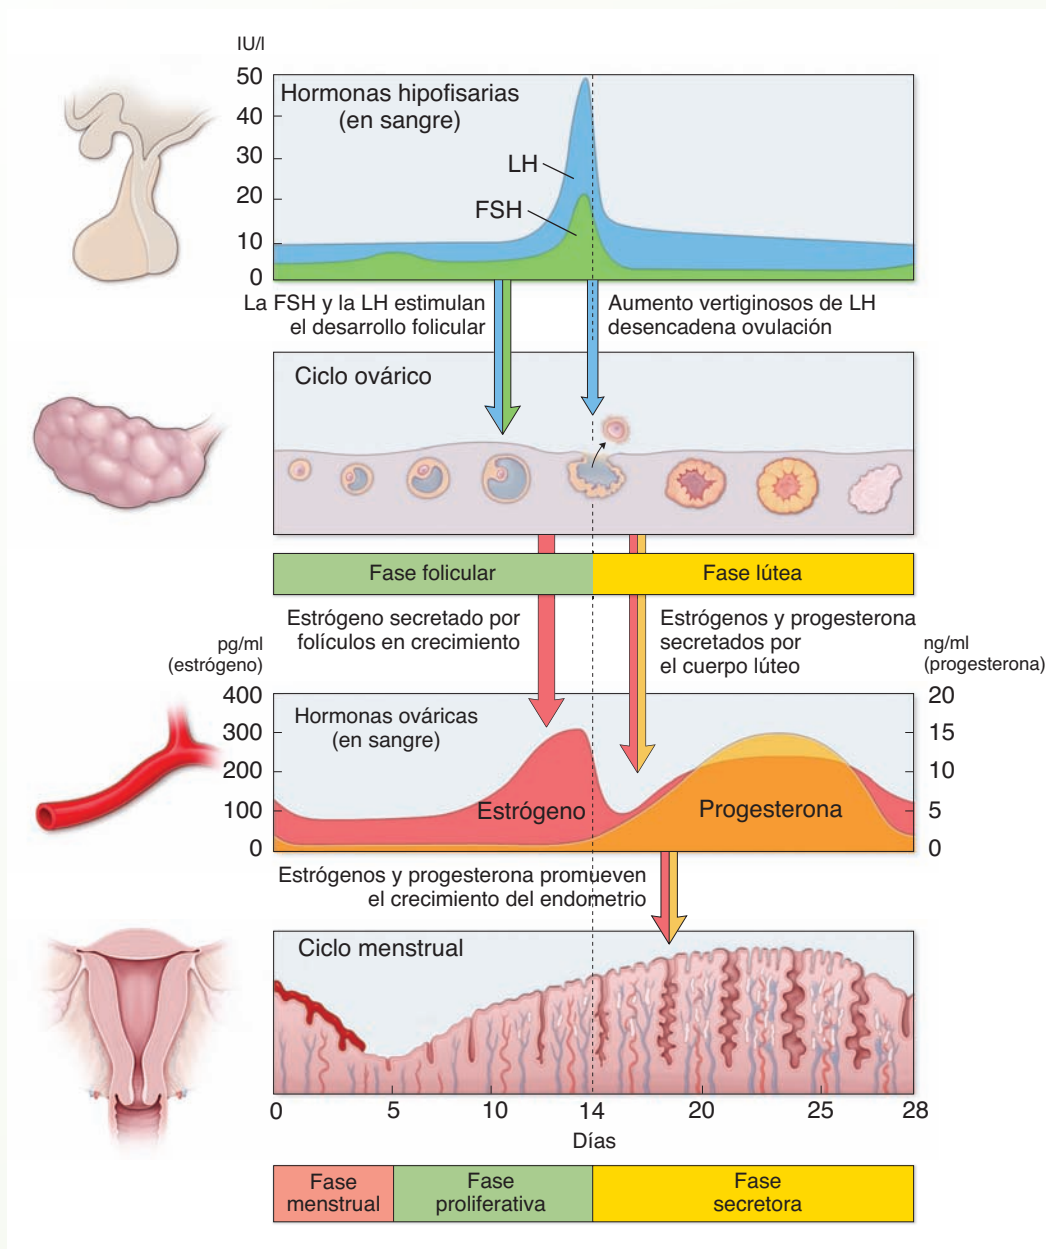 IU/l
50
40
30
20
10
0
Hormonas hipofisarias
(en sangre)
LH
FSH
La FSH y la LH estimulan
el desarrollo folicular
Aumento vertiginosos de LH
desencadena ovulación
Ciclo ovárico
Fase folicular
Fase lútea
Estrógeno secretado por
folículos en crecimiento
Estrógenos y progesterona
secretados por
el cuerpo lúteo
pg/ml
(estrógeno)
ng/ml
(progesterona)
400
300
200
100
0
20
15
10
5
0
Hormonas ováricas
(en sangre)
Estrógeno
Progesterona
Estrógenos y progesterona promueven
el crecimiento del endometrio
Ciclo menstrual
0 5 10 14 20 25 28
Días
Fase
menstrual
Fase
proliferativa
Fase
secretora